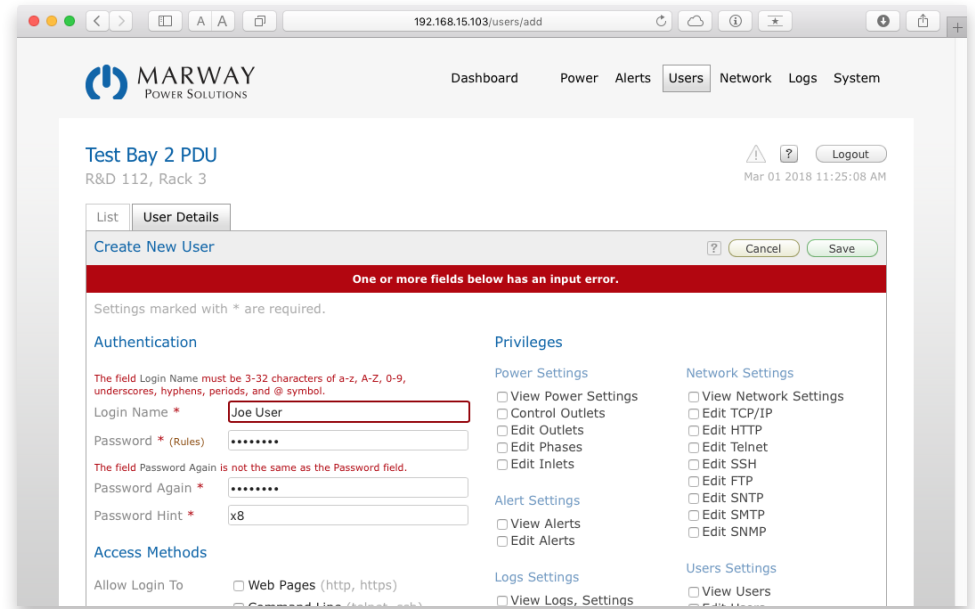 A A
192.168.15.103/users/add
MARWAY
POWER SOLUTIONS
Dashboard Power Alerts Users Network Logs System
Test Bay 2 PDU
? Logout
R&D 112, Rack 3
Mar 01 2018 11:25:08 AM
List User Details
Create New User
? Cancel Save
One or more fields below has an input error.
Settings marked with * are required.
Authentication
The field Login Name must be 3-32 characters of a-z, A-Z, 0-9,
underscores, hyphens, periods, and @ symbol.
Login Name * Joe User
Password * (Rules) ••••••••
The field Password Again is not the same as the Password field.
Password Again * ••••••••
Password Hint * x8
Access Methods
Allow Login To Web Pages (http, https)
Command Line (telnet, ssh)
Privileges
Power Settings
View Power Settings
Control Outlets
Edit Outlets
Edit Phases
Edit Inlets
Alert Settings
View Alerts
Edit Alerts
Logs Settings
View Logs, Settings
Network Settings
View Network Settings
Edit TCP/IP
Edit HTTP
Edit Telnet
Edit SSH
Edit FTP
Edit SNTP
Edit SMTP
Edit SNMP
Users Settings
View Users
Edit Users